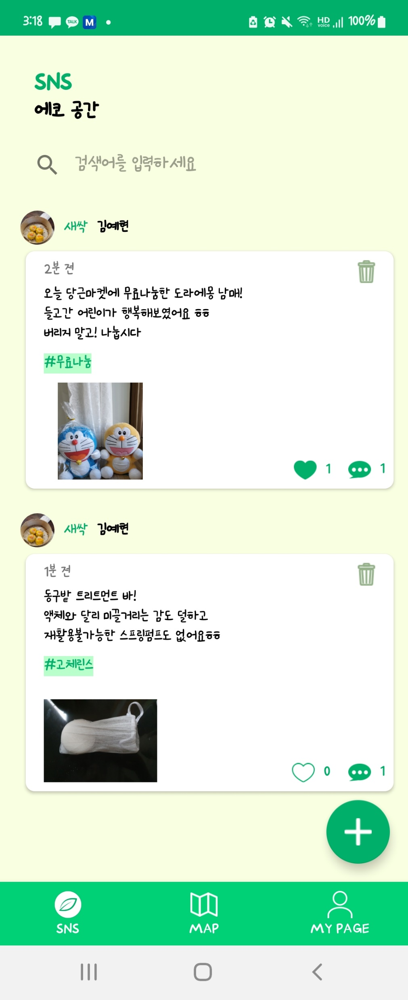 3:18 TALK M HD voice 100%
SNS
에코 공간
검색어를 입력하세요
새싹 김예현
2분 전
오늘 당근마켓에 무료나눔한 도라에몽 남매!
들고간 어린이가 행복해보였어요 ㅎㅎ
버리지 말고! 나눕시다
#무료나눔
1 1
새싹 김예현
1분 전
동구밭 트리트먼트 바!
액체와 달리 미끌거리는 감도 덜하고
재활용불가능한 스프링펌프도 없어요ㅎㅎ
#고체린스
0 1
SNS MAP MY PAGE